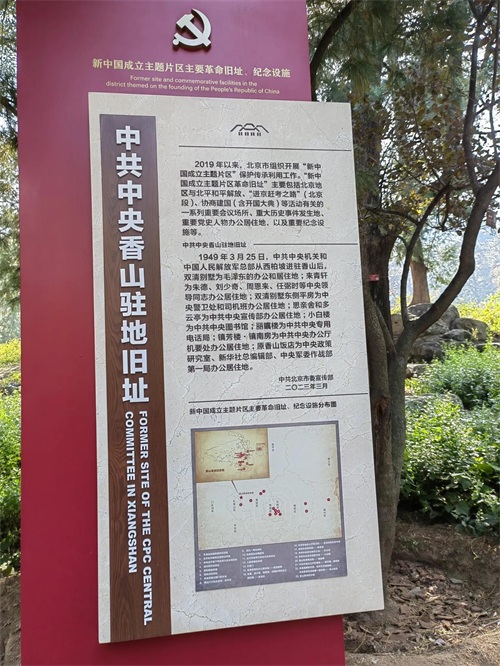 新中国成立主题片区主要革命旧址、纪念设施
Former site and commemorative facilities in the
district themed on the founding of the People's Republic of China
中共中央香山驻地旧址
FORMER SITE OF THE CPC CENTRAL
COMMITTEE IN XIANGSHAN
2019年以来，北京市组织开展“新中
国成立主题片区”保护传承利用工作。“新
中国成立主题片区革命旧址”主要包括北京地
区与北平和平解放、“进京赶考之路”（北京
段）、协商建国（含开国大典）等活动有关的
一系列重要会议场所、重大历史事件发生地、
重要党史人物办公居住地，以及重要纪念设
施等。
中共中央香山驻地旧址
1949年3月25日，中共中央机关和
中国人民解放军总部从西柏坡进驻香山后，
双清别墅为毛泽东的办公和居住地；来青轩
为朱德、刘少奇、周恩来、任弼时等中央领
导同志办公居住地；双清别墅东侧平房为中
央警卫处和司机班办公居住地；思亲舍和多
云亭为中共中央宣传部办公居住地；小白楼
为中共中央图书馆；丽瞩楼为中共中央专用
电话局；镇芳楼·镇南房为中共中央办公厅
机要处办公居住地；原香山饭店为中央政策
研究室、新华社总编辑部、中央军委作战部
第一局办公居住地。
中共北京市委宣传部
二〇二三年三月
新中国成立主题片区主要革命旧址、纪念设施分布图